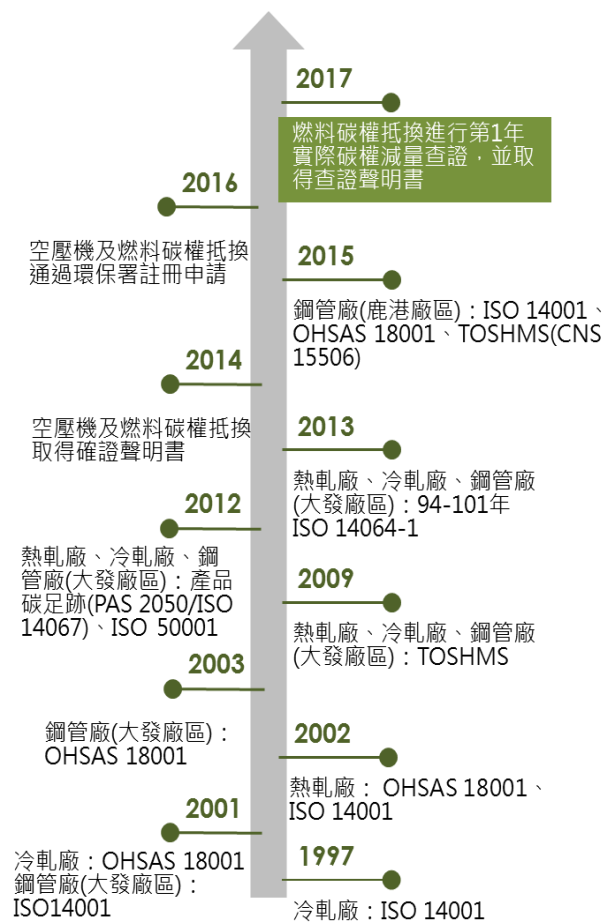 2017
燃料碳權抵換進行第1年
實際碳權減量查證，並取
得查證聲明書
2016
空壓機及燃料碳權抵換
通過環保署註冊申請
2015
鋼管廠(鹿港廠區)：ISO 14001、
OHSAS 18001、TOSHMS(CNS
15506)
2014
空壓機及燃料碳權抵換
取得確證聲明書
2013
熱軋廠、冷軋廠、鋼管廠
(大發廠區)：94-101年
ISO 14064-1
2012
熱軋廠、冷軋廠、鋼
管廠(大發廠區)：產品
碳足跡(PAS 2050/ISO
14067)、ISO 50001
2009
熱軋廠、冷軋廠、鋼管廠
(大發廠區)：TOSHMS
2003
鋼管廠(大發廠區)：
OHSAS 18001
2002
熱軋廠： OHSAS 18001、
ISO 14001
2001
冷軋廠：OHSAS 18001
鋼管廠(大發廠區)：
ISO14001
1997
冷軋廠：ISO 14001